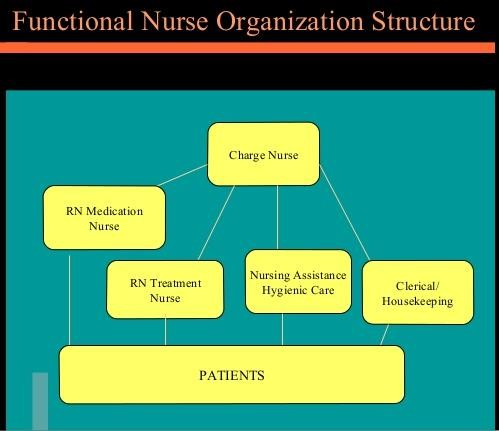 Functional Nurse Organization Structure
Charge Nurse
RN Medication
Nurse
RN Treatment
Nurse
Nursing Assistance
Hygienic Care
Clerical/
Housekeeping
PATIENTS